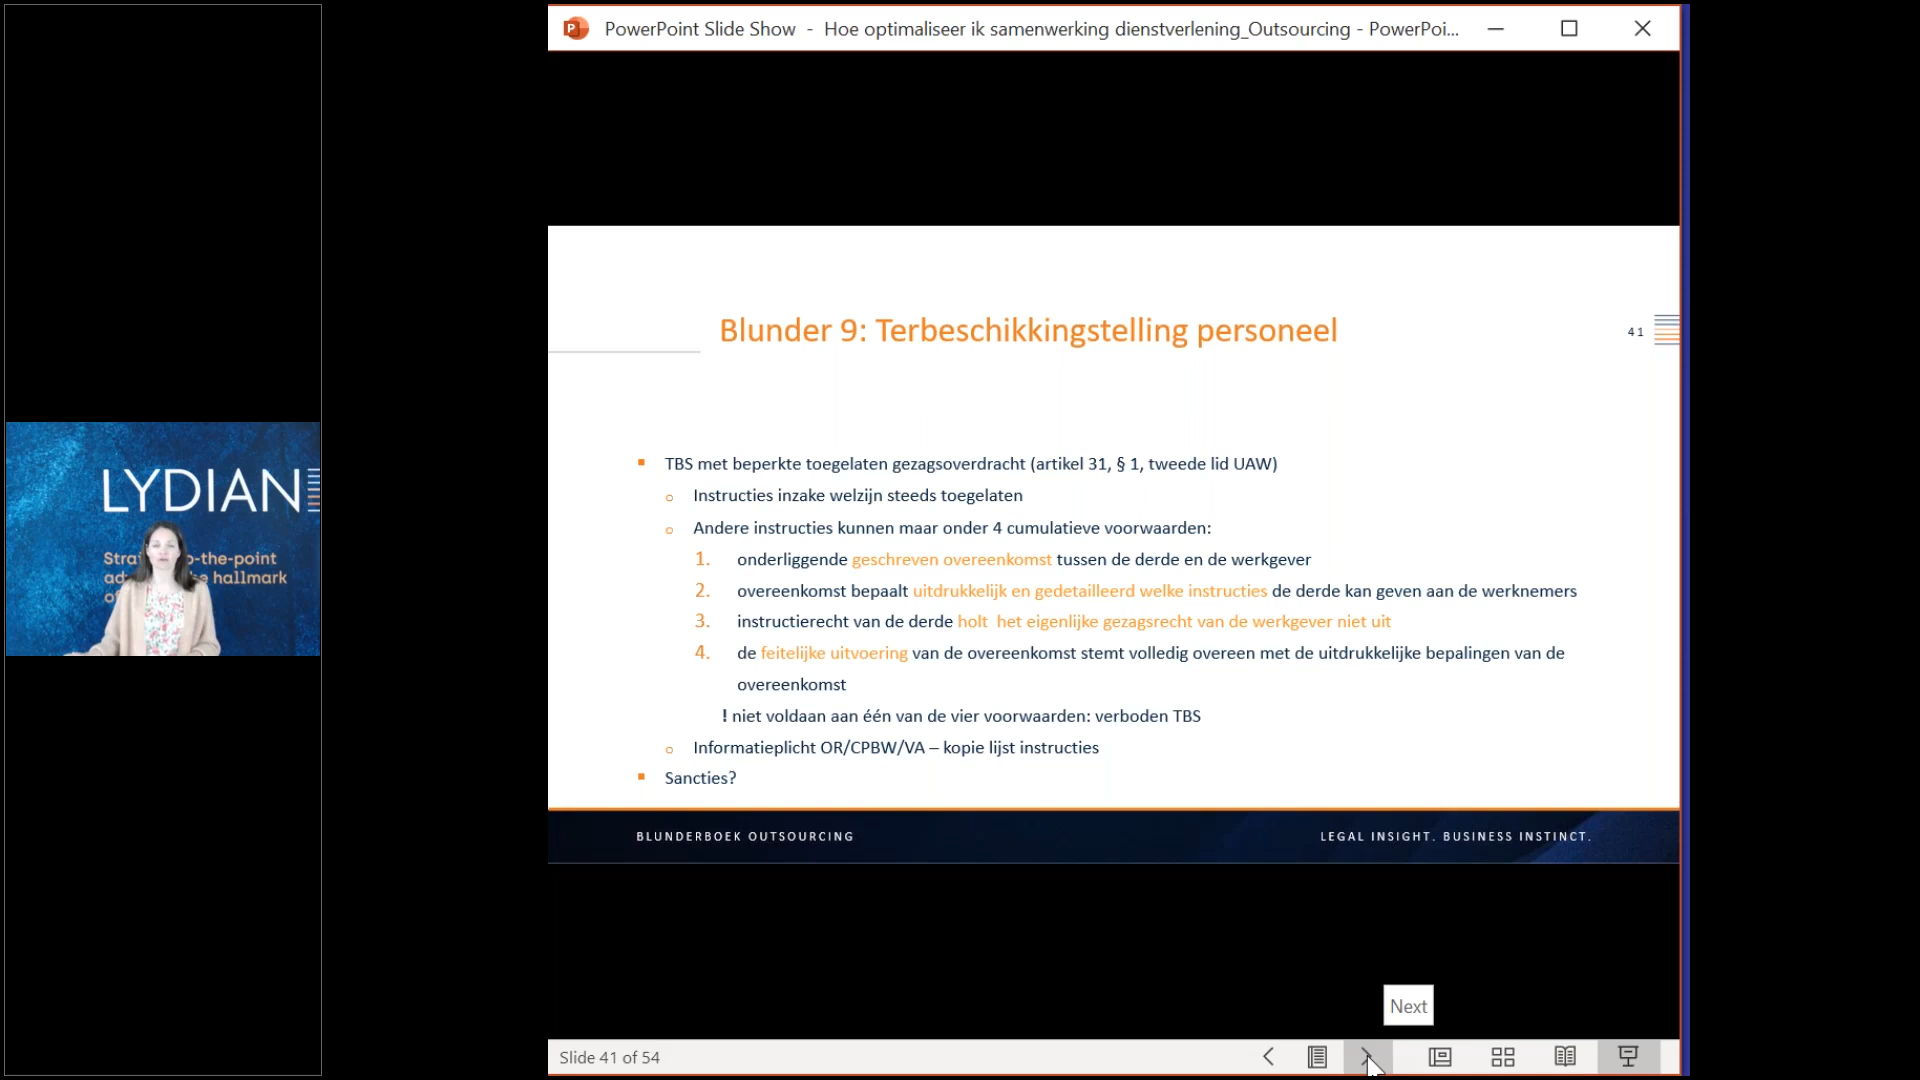 PowerPoint Slide Show - Hoe optimaliseer ik samenwerking dienstverlening_Outsourcing - PowerPoi...
LYDIAN
Stra o-the-point
ad e hallmark
o
Blunder 9: Terbeschikkingstelling personeel
41
TBS met beperkte toegelaten gezagsoverdracht (artikel 31, § 1, tweede lid UAW)
Instructies inzake welzijn steeds toegelaten
Andere instructies kunnen maar onder 4 cumulatieve voorwaarden:
1. onderliggende geschreven overeenkomst tussen de derde en de werkgever
2. overeenkomst bepaalt uitdrukkelijk en gedetailleerd welke instructies de derde kan geven aan de werknemers
3. instructierecht van de derde holt het eigenlijke gezagsrecht van de werkgever niet uit
4. de feitelijke uitvoering van de overeenkomst stemt volledig overeen met de uitdrukkelijke bepalingen van de
overeenkomst
! niet voldaan aan één van de vier voorwaarden: verboden TBS
Informatieplicht OR/CPBW/VA – kopie lijst instructies
Sancties?
BLUNDERBOEK OUTSOURCING
LEGAL INSIGHT. BUSINESS INSTINCT.
Next
Slide 41 of 54